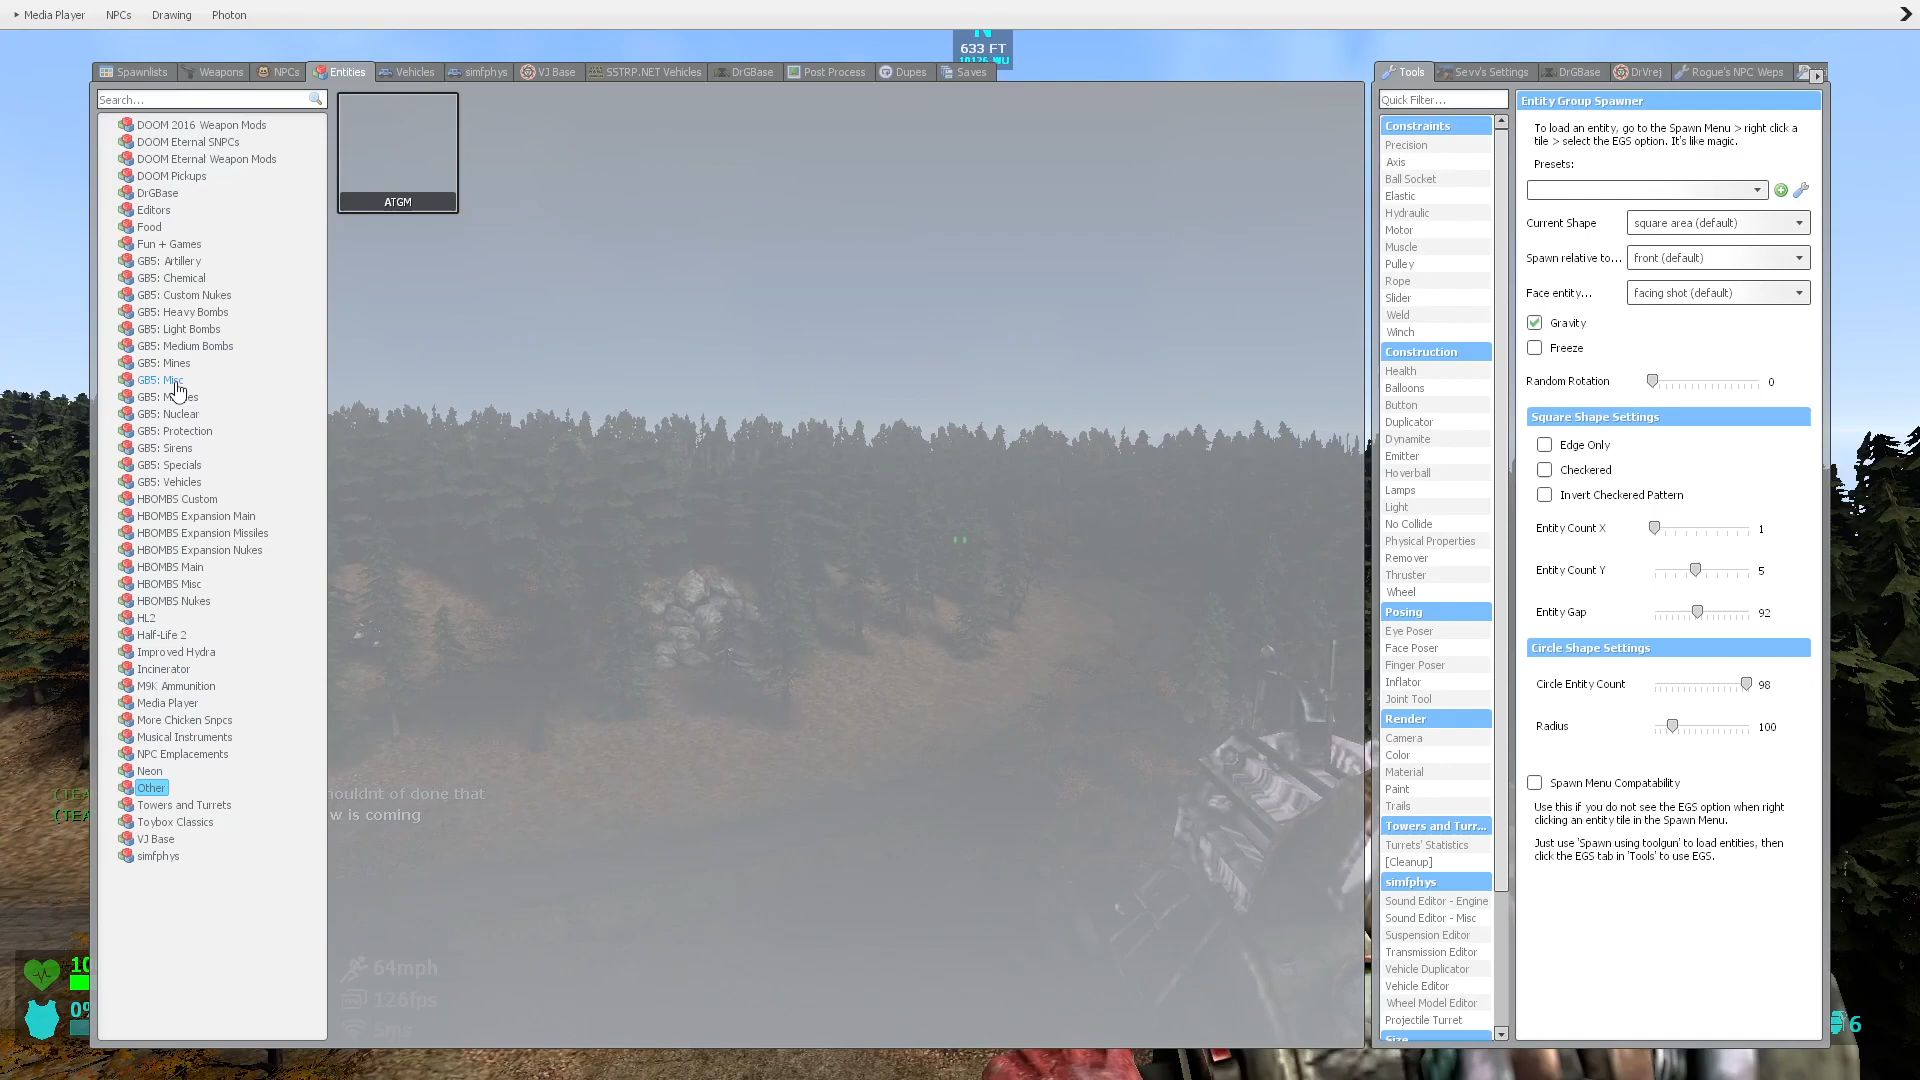 Media Player NPCs Drawing Photon
N
633 FT
10126 WU
Spawnlists Weapons NPCs Entities Vehicles simfphys VJ Base SSTRP.NET Vehicles DrGBase Post Process Dupes Saves
Search...
DOOM 2016 Weapon Mods
DOOM Eternal SNPCs
DOOM Eternal Weapon Mods
DOOM Pickups
DrGBase
Editors
Food
Fun + Games
GB5: Artillery
GB5: Chemical
GB5: Custom Nukes
GB5: Heavy Bombs
GB5: Light Bombs
GB5: Medium Bombs
GB5: Mines
GB5: Misc
GB5:
GB5: Nuclear
GB5: Protection
GB5: Sirens
GB5: Specials
GB5: Vehicles
HBOMBS Custom
HBOMBS Expansion Main
HBOMBS Expansion Missiles
HBOMBS Expansion Nukes
HBOMBS Main
HBOMBS Misc
HBOMBS Nukes
HL2
Half-Life 2
Improved Hydra
Incinerator
M9K Ammunition
Media Player
More Chicken Snpcs
Musical Instruments
NPC Emplacements
Neon
Other
Towers and Turrets
Toybox Classics
VJ Base
simfphys
ATGM
(TEA
(TEA
houldnt of done that
w is coming
64mph
126fps
5ms
10
0%
Tools Sevv's Settings DrGBase DrVrej Rogue's NPC Weps
Quick Filter...
Constraints
Precision
Axis
Ball Socket
Elastic
Hydraulic
Motor
Muscle
Pulley
Rope
Slider
Weld
Winch
Construction
Health
Balloons
Button
Duplicator
Dynamite
Emitter
Hoverball
Lamps
Light
No Collide
Physical Properties
Remover
Thruster
Wheel
Posing
Eye Poser
Face Poser
Finger Poser
Inflator
Joint Tool
Render
Camera
Color
Material
Paint
Trails
Towers and Turr...
Turrets' Statistics
[Cleanup]
simfphys
Sound Editor - Engine
Sound Editor - Misc
Suspension Editor
Transmission Editor
Vehicle Duplicator
Vehicle Editor
Wheel Model Editor
Projectile Turret
Size
Entity Group Spawner
To load an entity, go to the Spawn Menu > right click a
tile > select the EGS option. It's like magic.
Presets:
Current Shape square area (default)
Spawn relative to... front (default)
Face entity... facing shot (default)
Gravity
Freeze
Random Rotation 0
Square Shape Settings
Edge Only
Checkered
Invert Checkered Pattern
Entity Count X 1
Entity Count Y 5
Entity Gap 92
Circle Shape Settings
Circle Entity Count 98
Radius 100
Spawn Menu Compatability
Use this if you do not see the EGS option when right
clicking an entity tile in the Spawn Menu.
Just use 'Spawn using toolgun' to load entities, then
click the EGS tab in 'Tools' to use EGS.
6